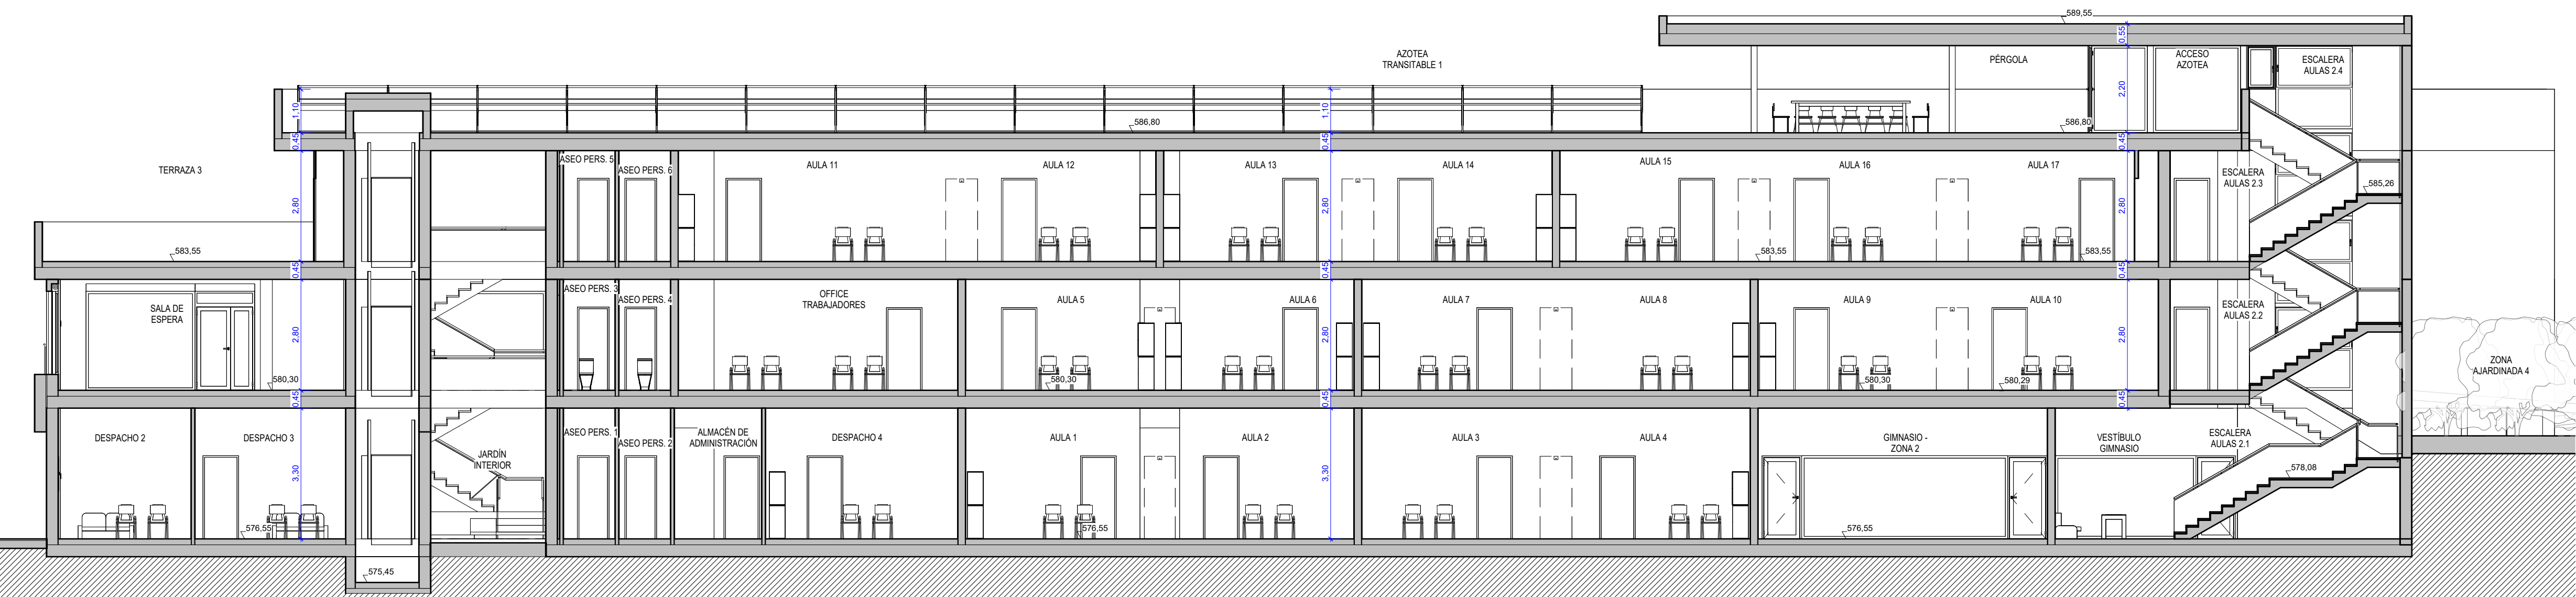 589,55
0,55
AZOTEA
TRANSITABLE 1
PÉRGOLA
ACCESO
AZOTEA
ESCALERA
AULAS 2.4
1,10
1,10
2,20
586,80
586,80
0,45
0,45
0,45
TERRAZA 3
ASEO PERS. 5
ASEO PERS. 6
AULA 11
AULA 12
AULA 13
AULA 14
AULA 15
AULA 16
AULA 17
ESCALERA
AULAS 2.3
585,26
2,80
2,80
2,80
583,55
583,55
583,55
0,45
0,45
0,45
SALA DE
ESPERA
ASEO PERS. 3
ASEO PERS. 4
OFFICE
TRABAJADORES
AULA 5
AULA 6
AULA 7
AULA 8
AULA 9
AULA 10
ESCALERA
AULAS 2.2
2,80
2,80
2,80
ZONA
AJARDINADA 4
580,30
580,30
580,30
580,29
0,45
0,45
0,45
DESPACHO 2
DESPACHO 3
JARDÍN
INTERIOR
ASEO PERS. 1
ASEO PERS. 2
ALMACÉN DE
ADMINISTRACIÓN
DESPACHO 4
AULA 1
AULA 2
AULA 3
AULA 4
GIMNASIO -
ZONA 2
VESTÍBULO
GIMNASIO
ESCALERA
AULAS 2.1
578,08
3,30
3,30
576,55
576,55
576,55
575,45